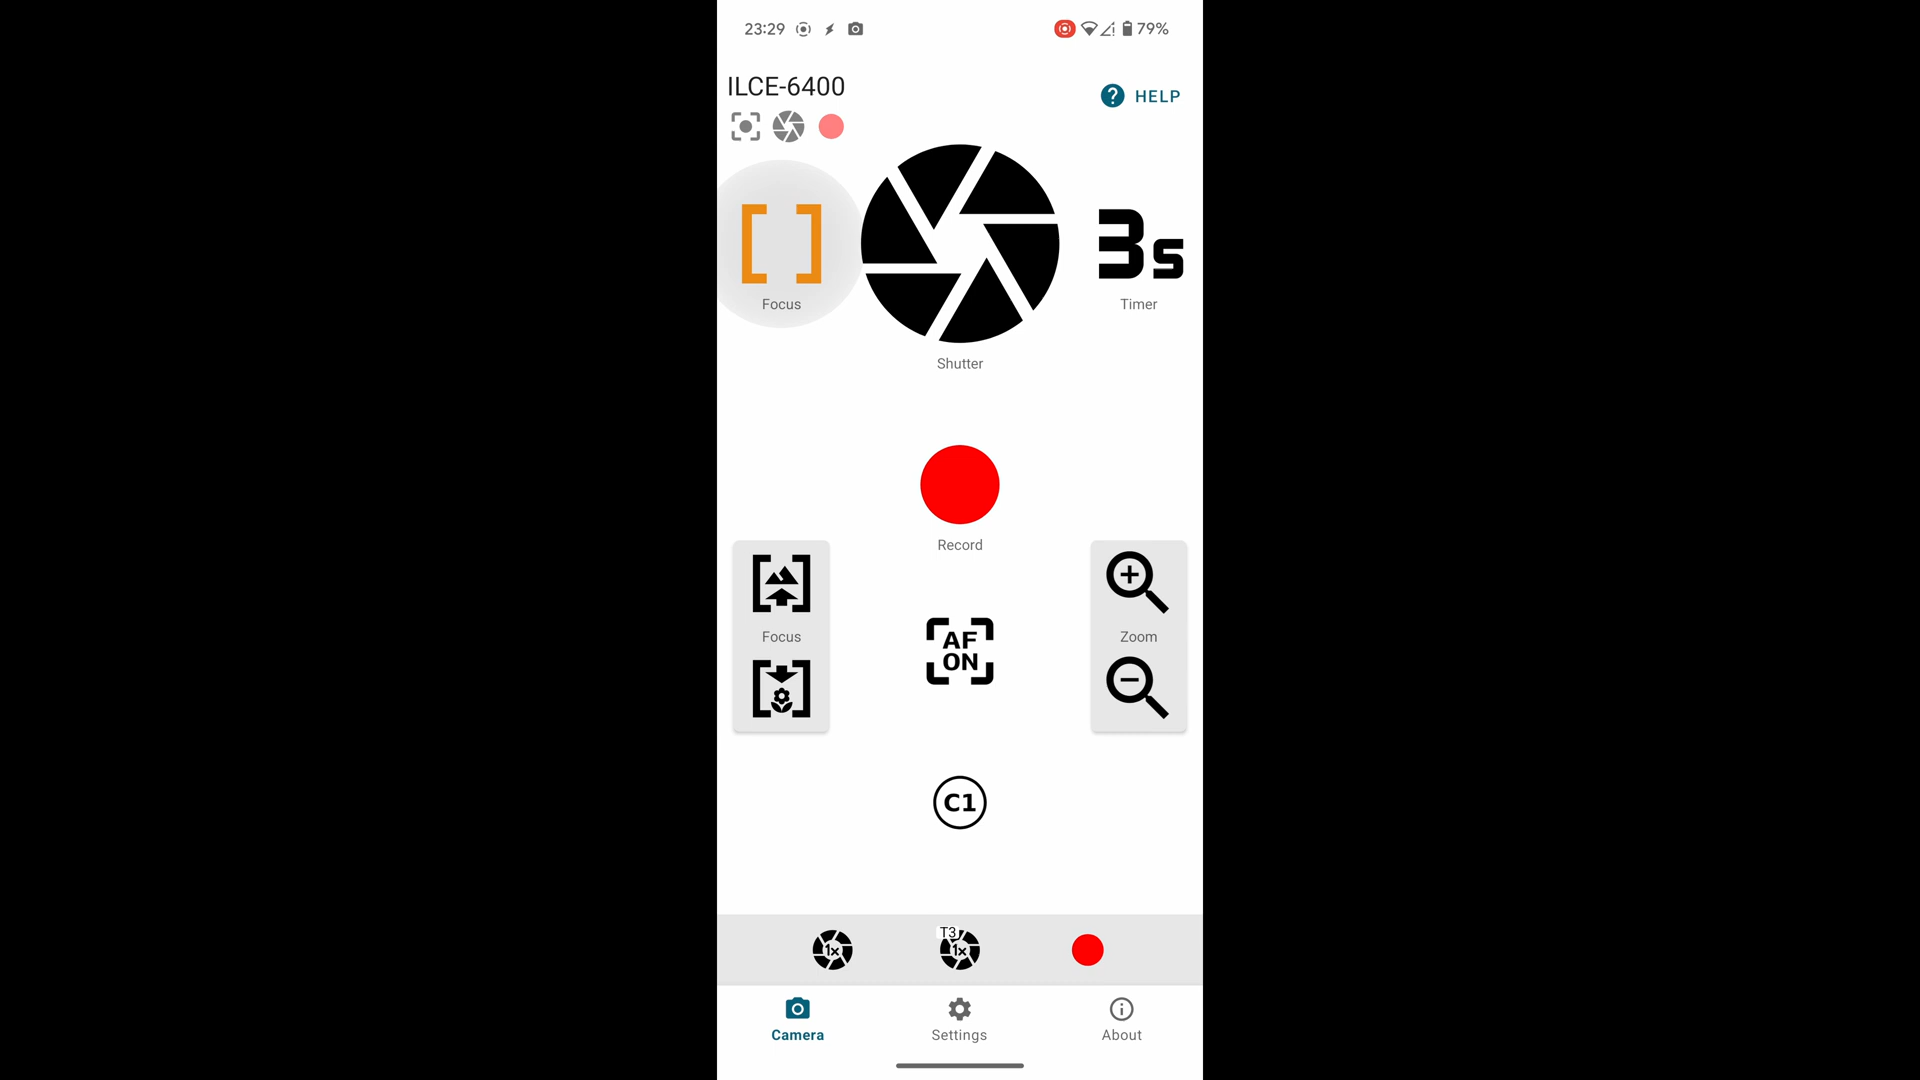 23:29
79%
ILCE-6400
HELP
Focus
3s
Timer
Shutter
Record
Focus
AF
ON
Zoom
C1
1x
T3
1x
Camera
Settings
About